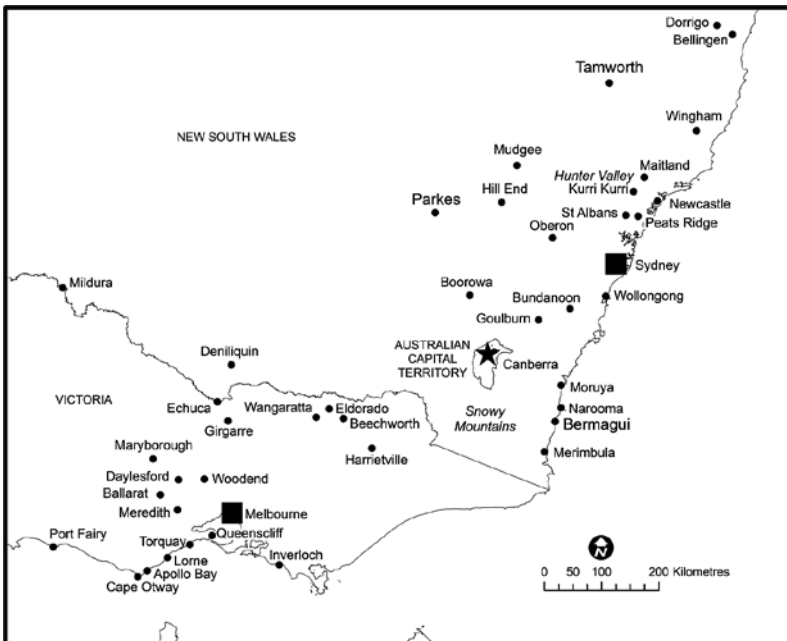 Dorrigo
Bellingen
Tamworth
Wingham
NEW SOUTH WALES
Mudgee
Maitland
Hunter Valley
Kurri Kurri
Hill End
Parkes
Newcastle
St Albans
Peats Ridge
Oberon
Sydney
Mildura
Boorowa
Bundanoon
Wollongong
Goulburn
AUSTRALIAN
CAPITAL
TERRITORY
Canberra
Deniliquin
Moruya
VICTORIA
Echuca
Wangaratta
Eldorado
Narooma
Snowy
Mountains
Beechworth
Bermagui
Girgarre
Maryborough
Harrietville
Merimbula
Daylesford
Woodend
Ballarat
Meredith
Melbourne
Port Fairy
Queenscliff
Torquay
Lorne
Inverloch
Apollo Bay
Cape Otway
N
0 50 100 200 Kilometres